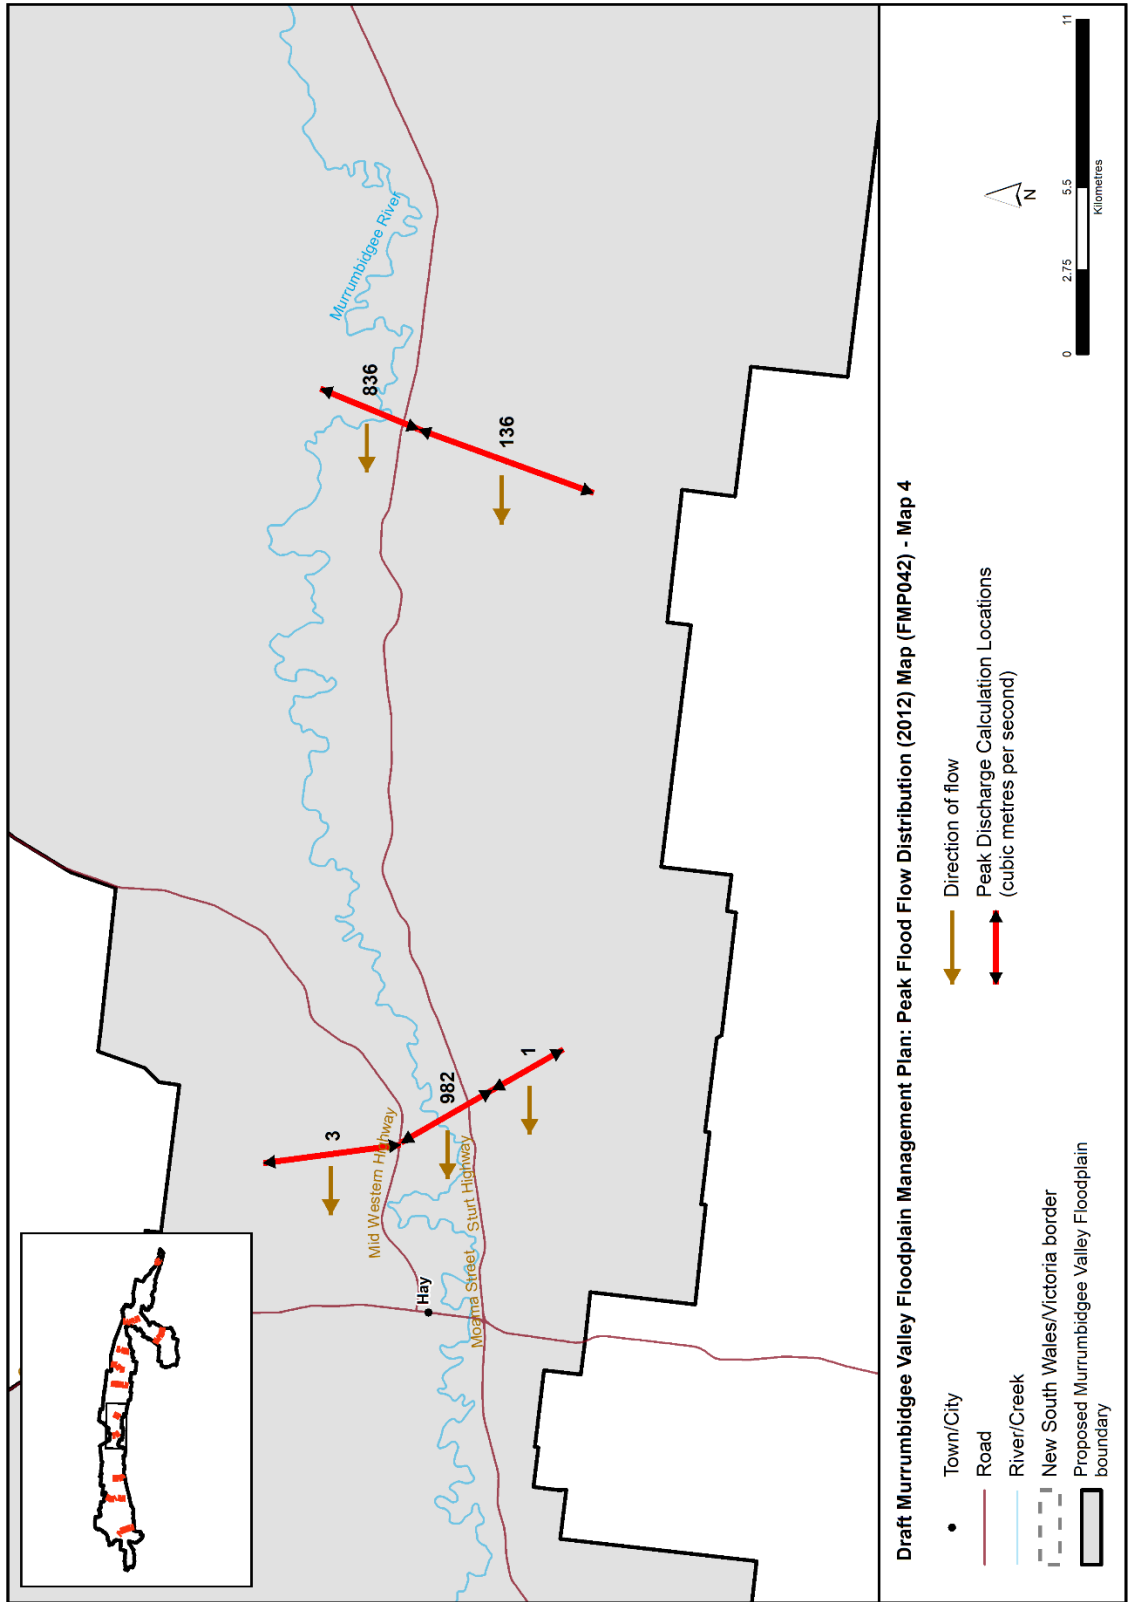 Murrumbidgee River
836
136
Mid Western Highway
3
982
1
Hay
Moama Street
Sturt Highway
Draft Murrumbidgee Valley Floodplain Management Plan: Peak Flood Flow Distribution (2012) Map (FMP042) - Map 4
Town/City
Road
River/Creek
New South Wales/Victoria border
Proposed Murrumbidgee Valley Floodplain
boundary
Direction of flow
Peak Discharge Calculation Locations
(cubic metres per second)
N
0 2.75 5.5 11
Kilometres